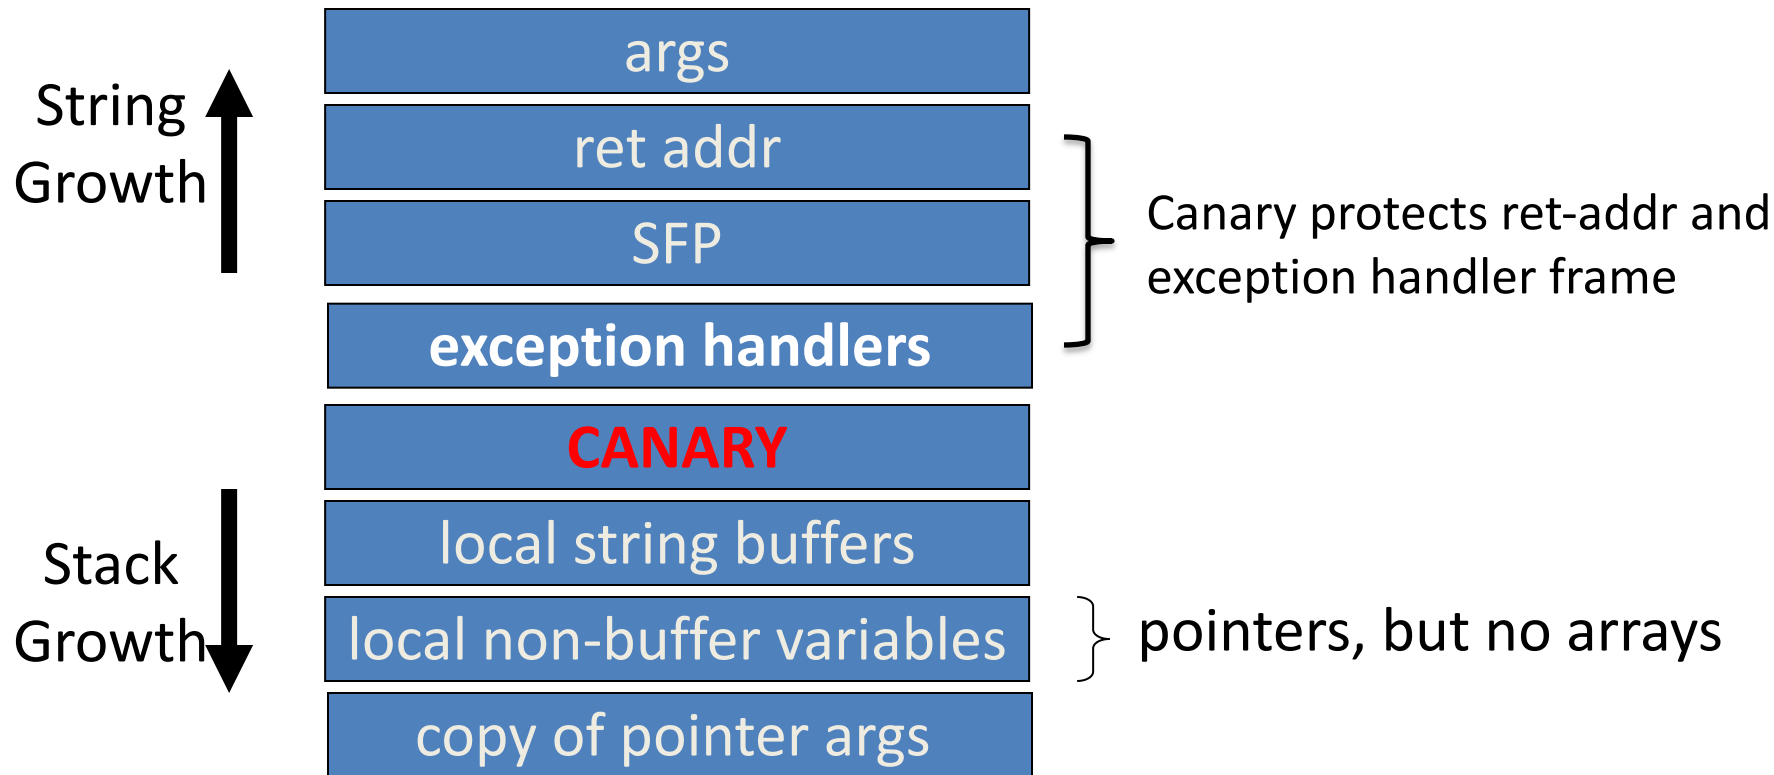 args
String
Growth
ret addr
SFP
Canary protects ret-addr and
exception handler frame
exception handlers
CANARY
local string buffers
Stack
Growth
local non-buffer variables
pointers, but no arrays
copy of pointer args